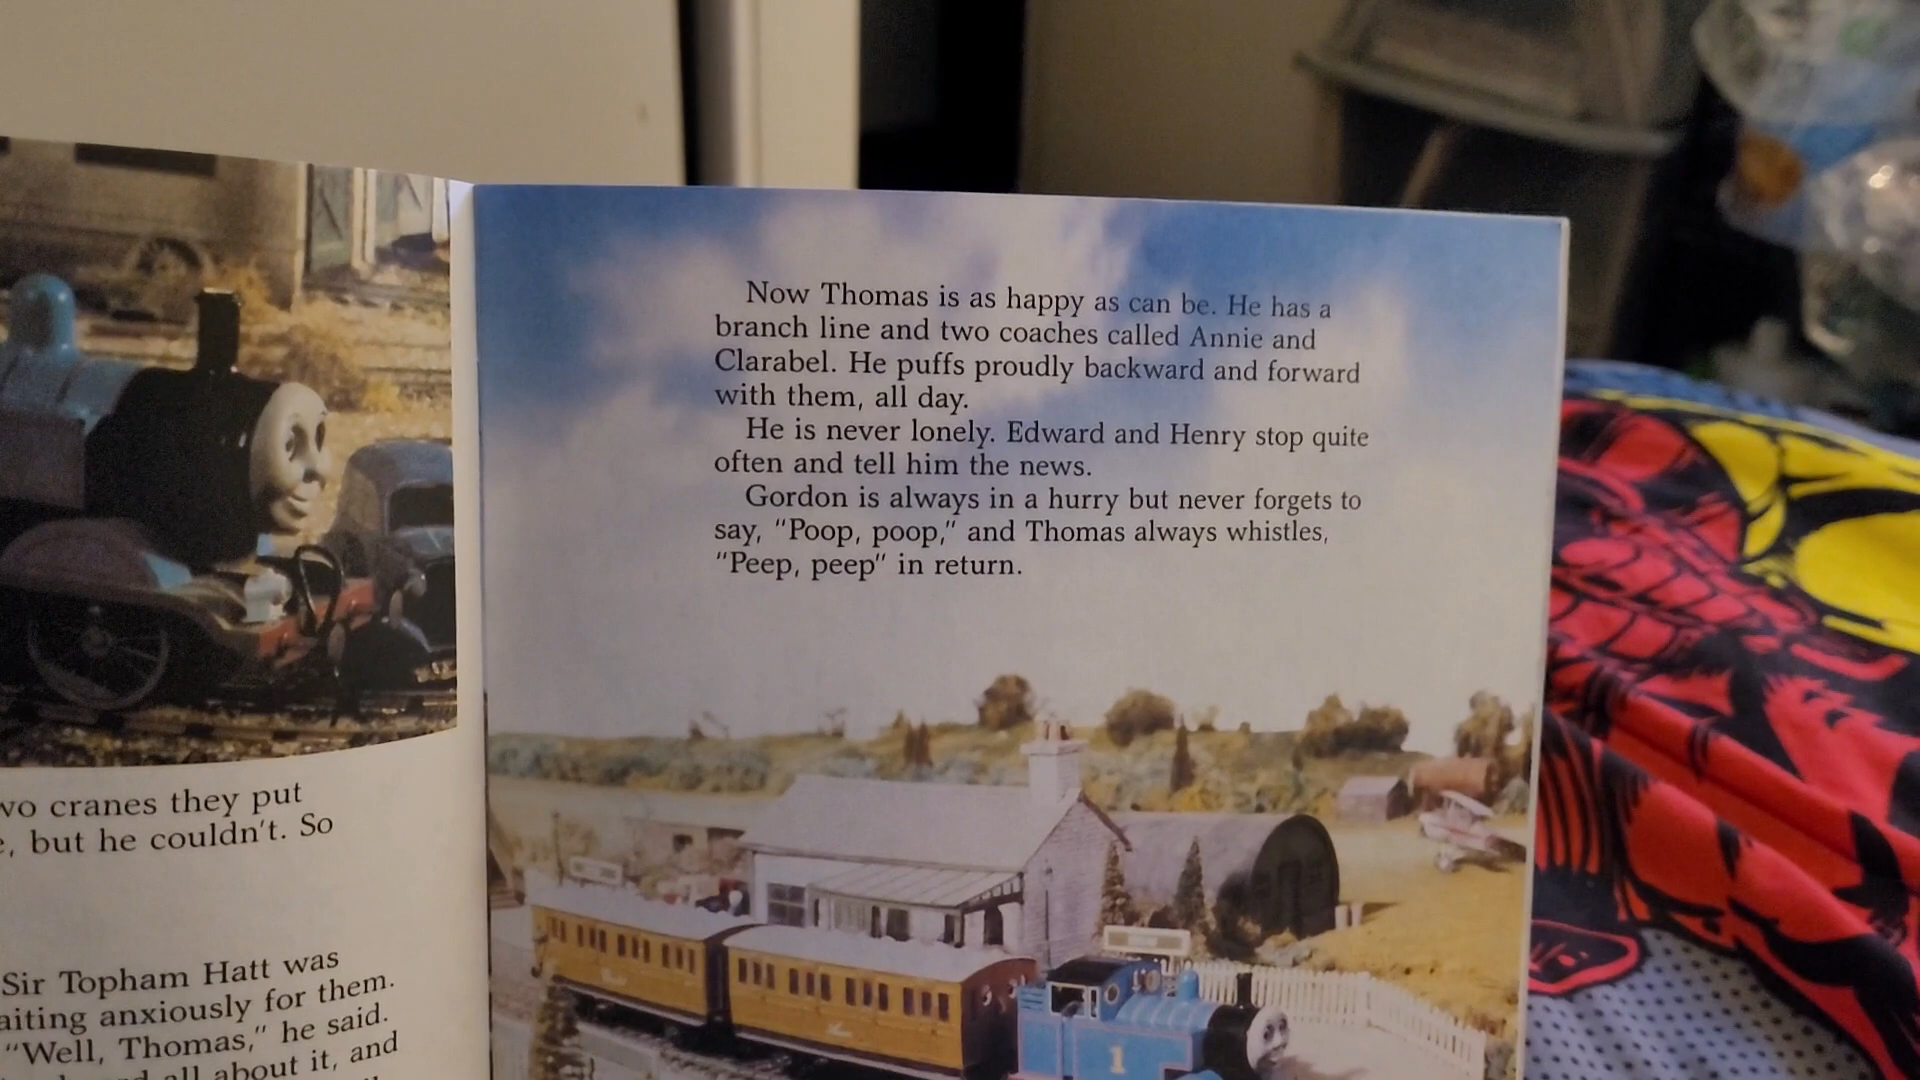 cranes they put
but he couldn't. So
Sir Topham Hatt was
anxiously for them.
"Well, Thomas," he said.
all about it, and
Now Thomas is as happy as can be. He has a
branch line and two coaches called Annie and
Clarabel. He puffs proudly backward and forward
with them, all day.
He is never lonely. Edward and Henry stop quite
often and tell him the news.
Gordon is always in a hurry but never forgets to
say, "Poop, poop," and Thomas always whistles,
"Peep, peep" in return.
1